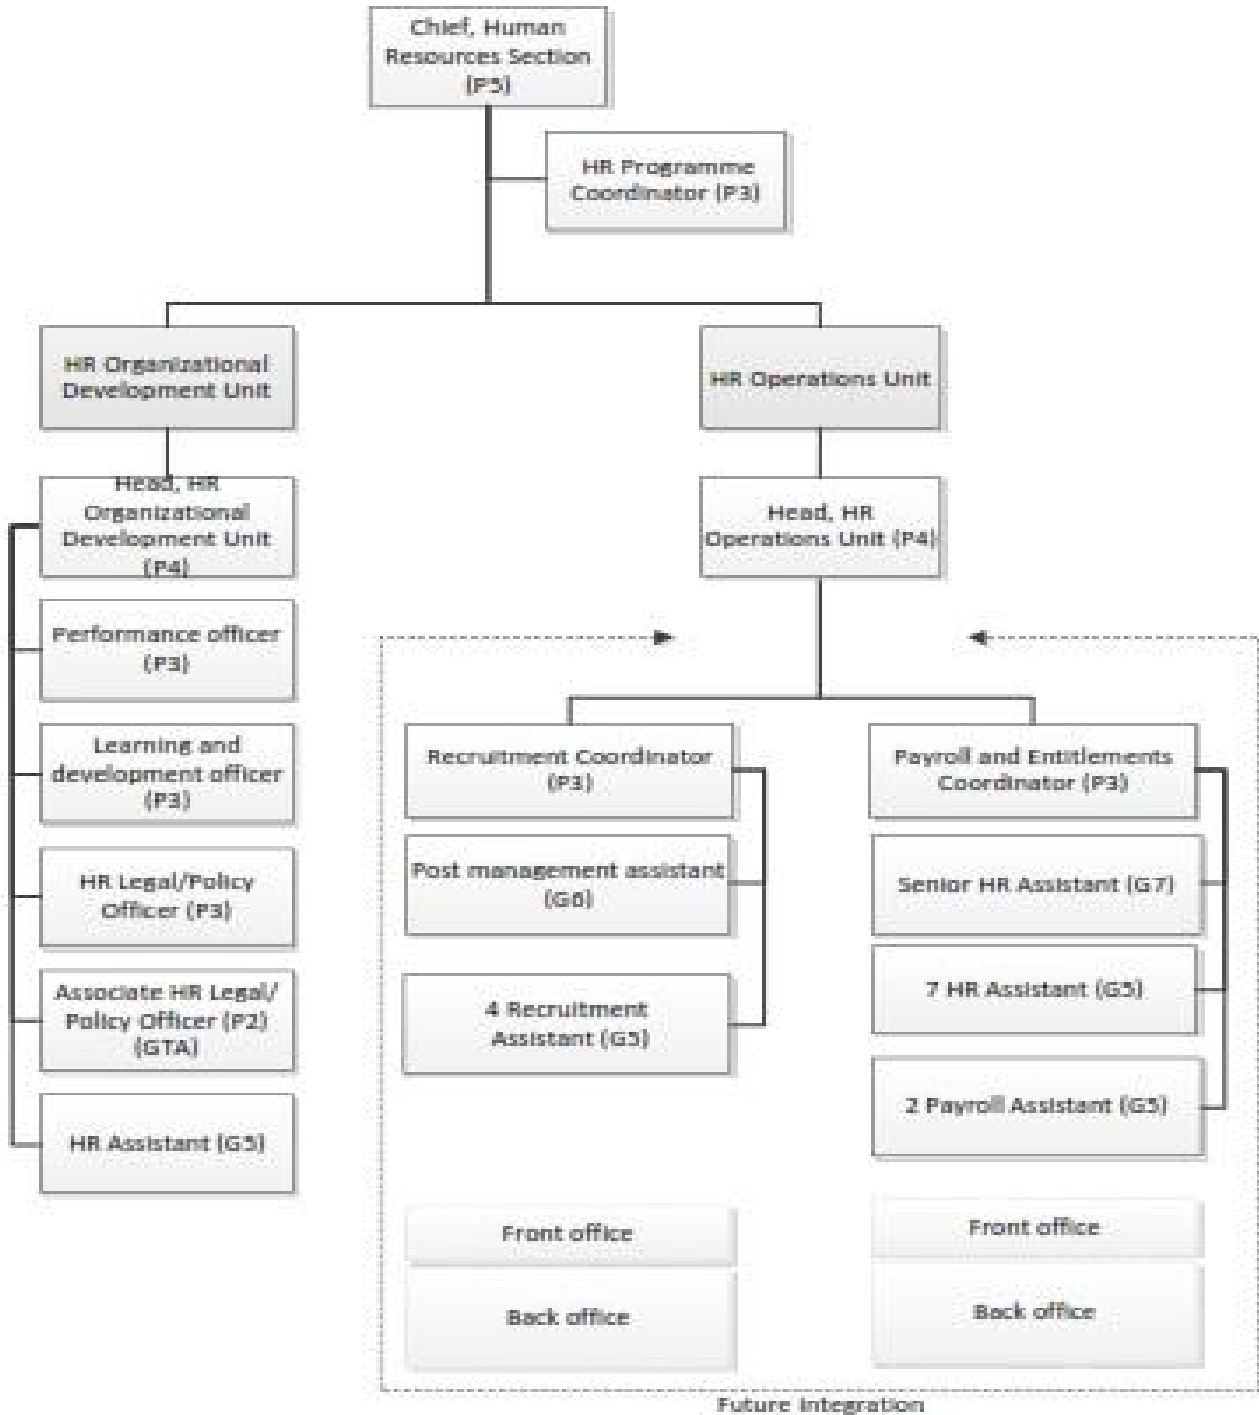 Chief, Human
Resources Section
(P5)
HR Programme
Coordinator (P3)
HR Organizational
Development Unit
HR Operations Unit
Head, HR
Organizational
Development Unit
(P4)
Head, HR
Operations Unit (P4)
Performance officer
(P3)
Learning and
development officer
(P3)
HR Legal/Policy
Officer (P3)
Associate HR Legal/
Policy Officer (P2)
(GTA)
HR Assistant (G5)
Recruitment Coordinator
(P3)
Post management assistant
(G6)
4 Recruitment
Assistant (G5)
Front office
Back office
Payroll and Entitlements
Coordinator (P3)
Senior HR Assistant (G7)
7 HR Assistant (G5)
2 Payroll Assistant (G5)
Front office
Back office
Future Integration